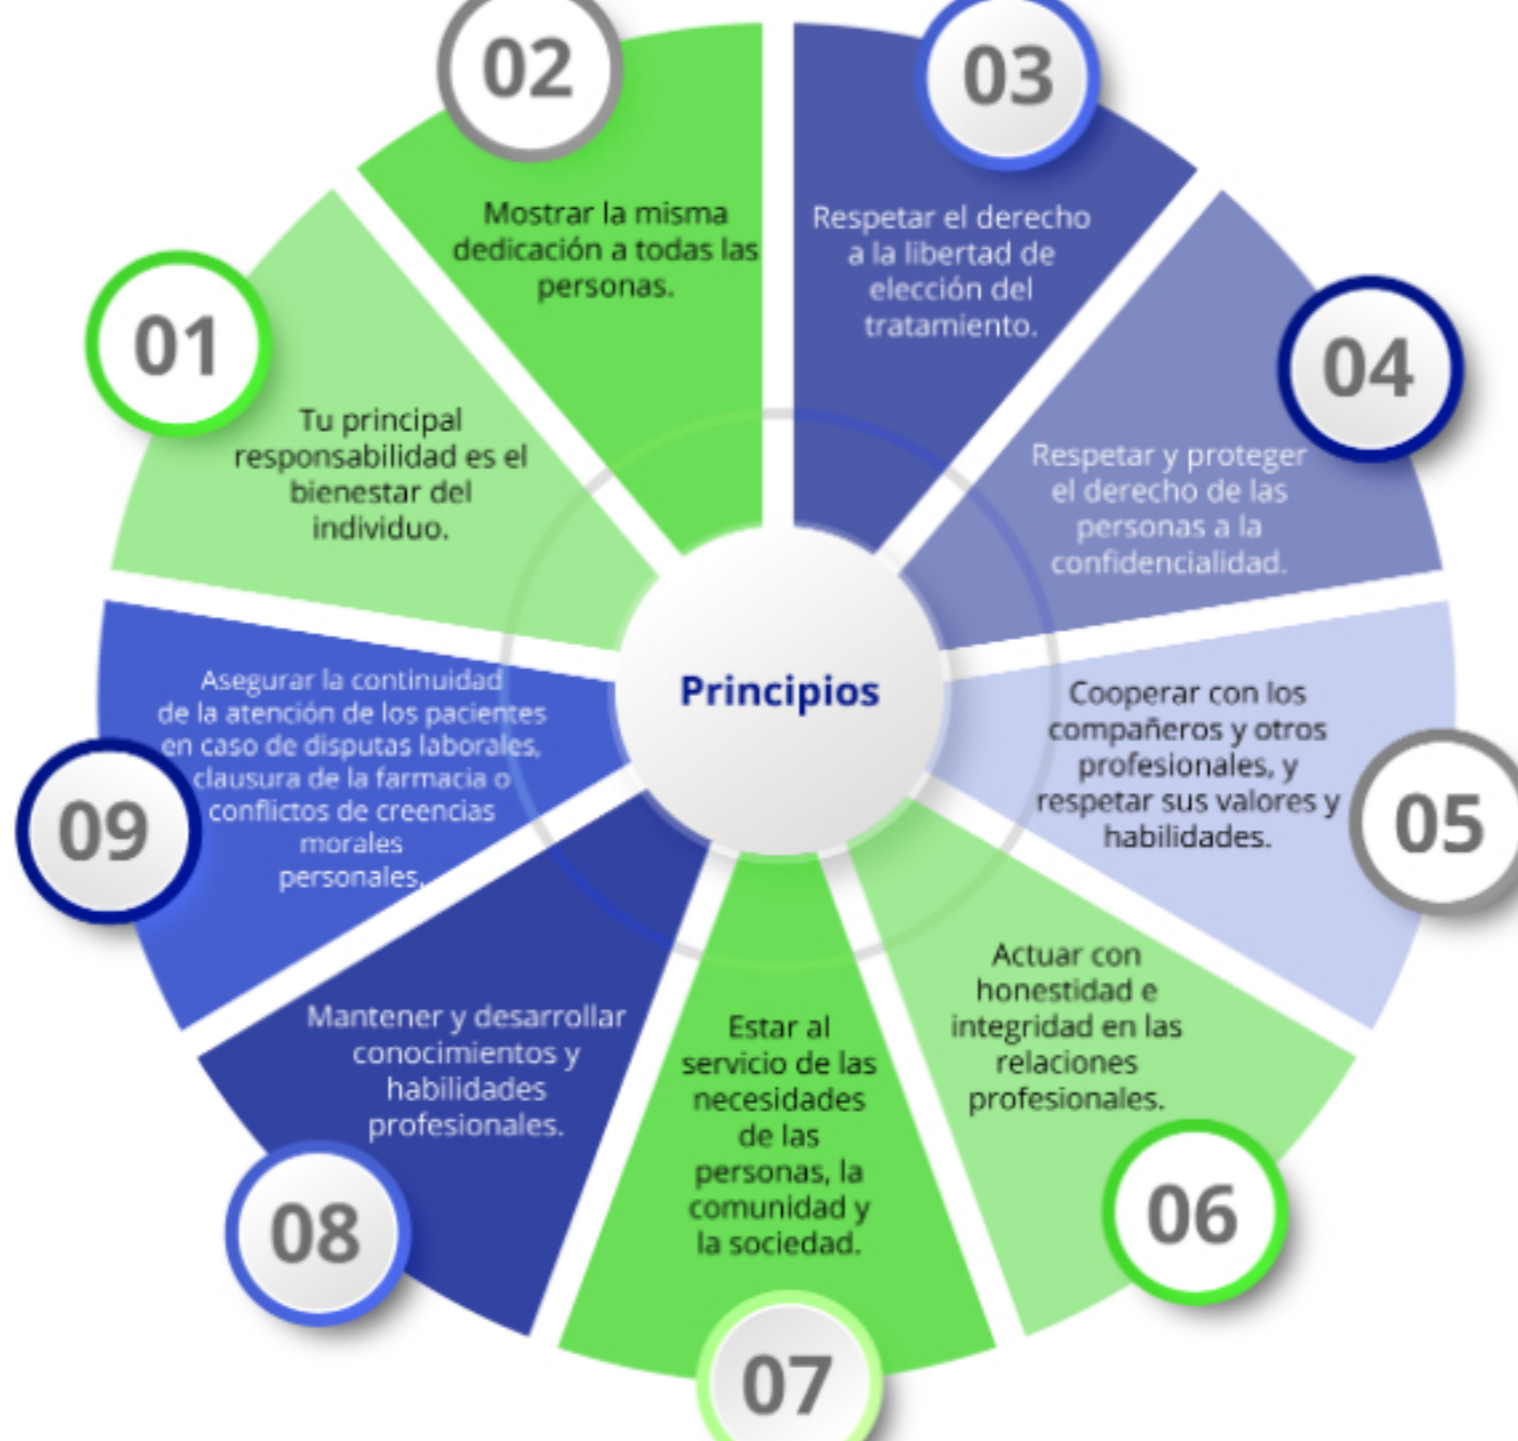 Principios
01
Tu principal
responsabilidad es el
bienestar del
individuo.
02
Mostrar la misma
dedicación a todas las
personas.
03
Respetar el derecho
a la libertad de
elección del
tratamiento.
04
Respetar y proteger
el derecho de las
personas a la
confidencialidad.
05
Cooperar con los
compañeros y otros
profesionales, y
respetar sus valores y
habilidades.
06
Actuar con
honestidad e
integridad en las
relaciones
profesionales.
07
Estar al
servicio de las
necesidades
de las
personas, la
comunidad y
la sociedad.
08
Mantener y desarrollar
conocimientos y
habilidades
profesionales.
09
Asegurar la continuidad
de la atención de los pacientes
en caso de disputas laborales,
clausura de la farmacia o
conflictos de creencias
morales
personales.